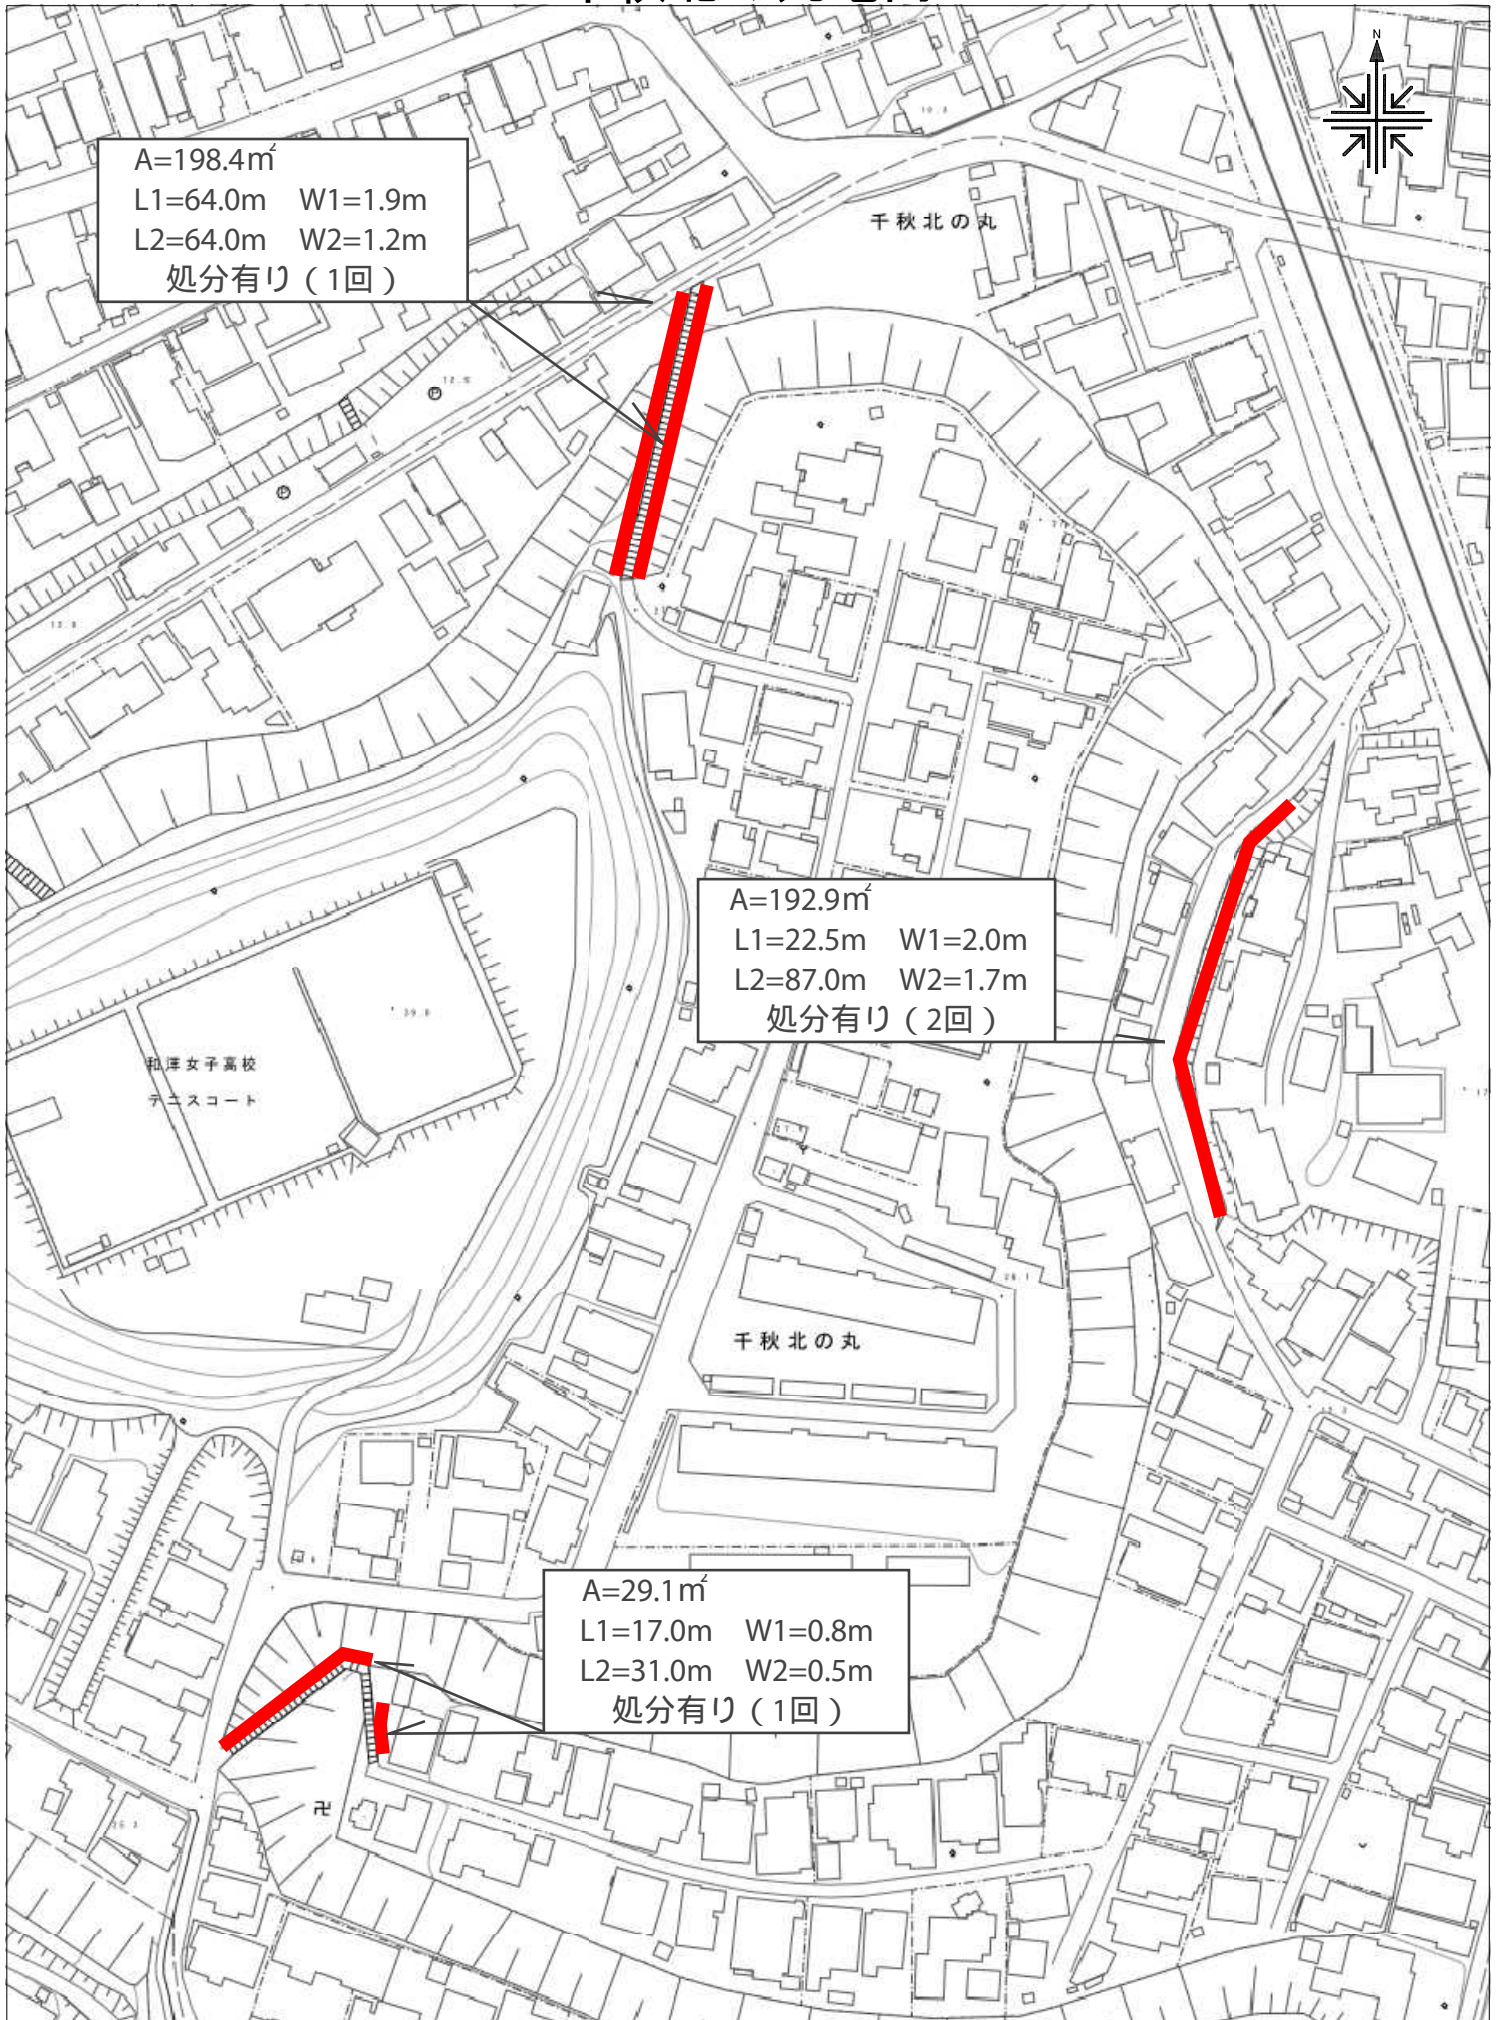 N
A=198.4㎡
L1=64.0m W1=1.9m
L2=64.0m W2=1.2m
処分有り（1回）
千秋北の丸
A=192.9㎡
L1=22.5m W1=2.0m
L2=87.0m W2=1.7m
処分有り（2回）
和洋女子高校
テニスコート
千秋北の丸
A=29.1㎡
L1=17.0m W1=0.8m
L2=31.0m W2=0.5m
処分有り（1回）